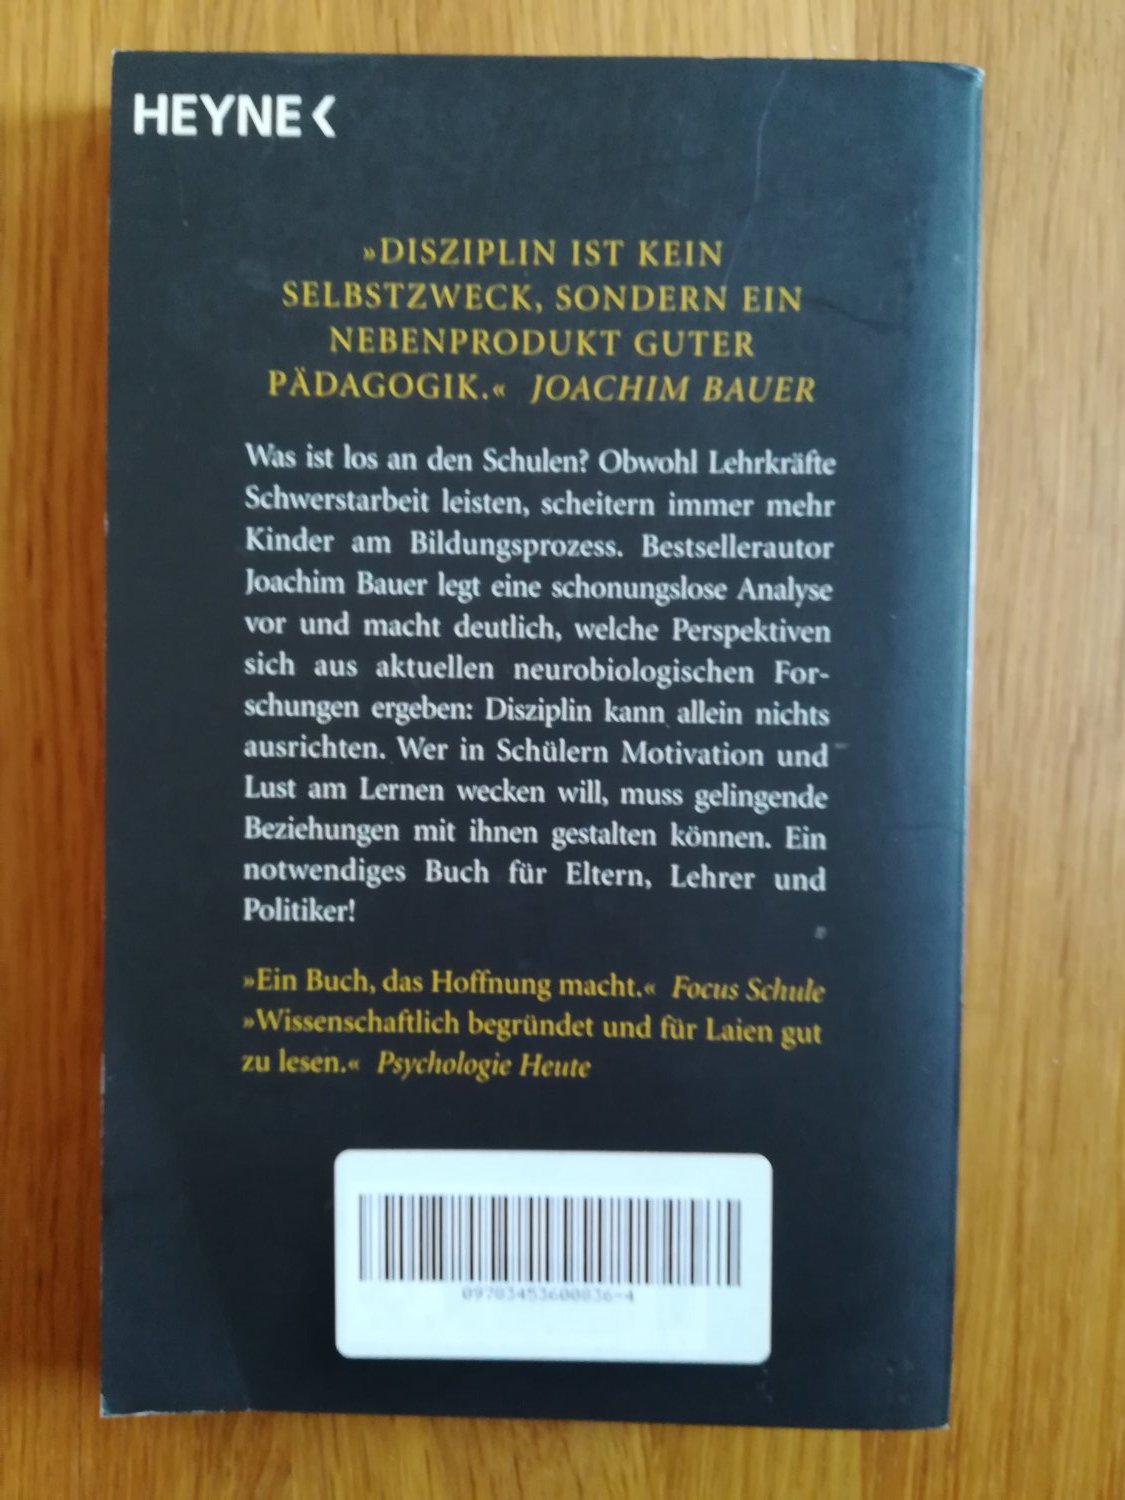 HEYNE<
»DISZIPLIN IST KEIN
SELBSTZWECK, SONDERN EIN
NEBENPRODUKT GUTER
PÄDAGOGIK.« JOACHIM BAUER
Was ist los an den Schulen? Obwohl Lehrkräfte
Schwerstarbeit leisten, scheitern immer mehr
Kinder am Bildungsprozess. Bestsellerautor
Joachim Bauer legt eine schonungslose Analyse
vor und macht deutlich, welche Perspektiven
sich aus aktuellen neurobiologischen For-
schungen ergeben: Disziplin kann allein nichts
ausrichten. Wer in Schülern Motivation und
Lust am Lernen wecken will, muss gelingende
Beziehungen mit ihnen gestalten können. Ein
notwendiges Buch für Eltern, Lehrer und
Politiker!
»Ein Buch, das Hoffnung macht.« Focus Schule
»Wissenschaftlich begründet und für Laien gut
zu lesen.« Psychologie Heute
09783453600836-4